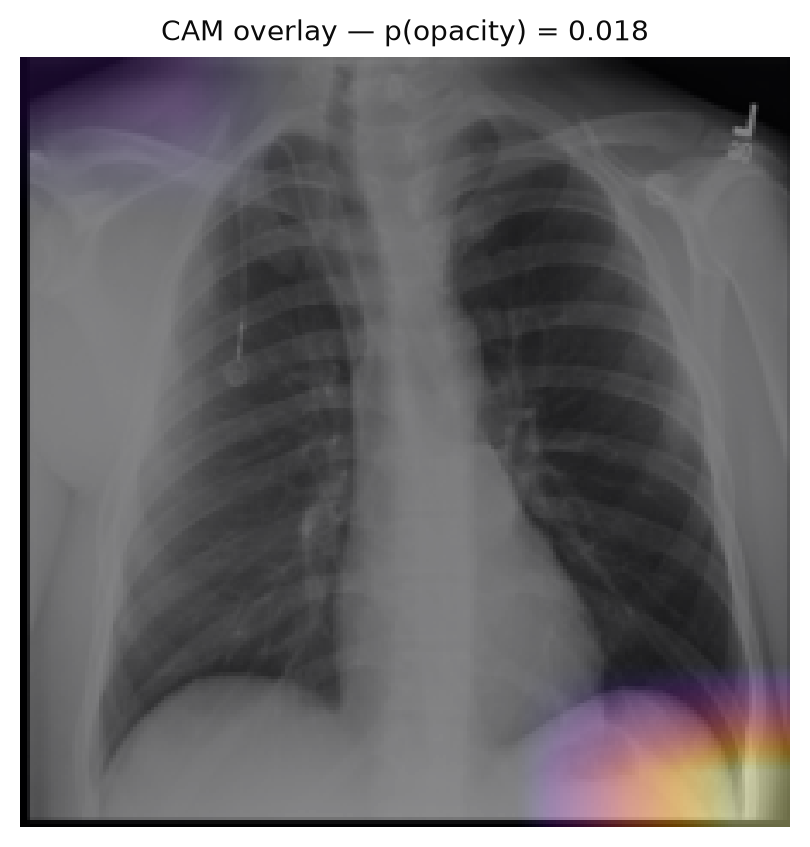 CAM overlay — p(opacity) = 0.018
L